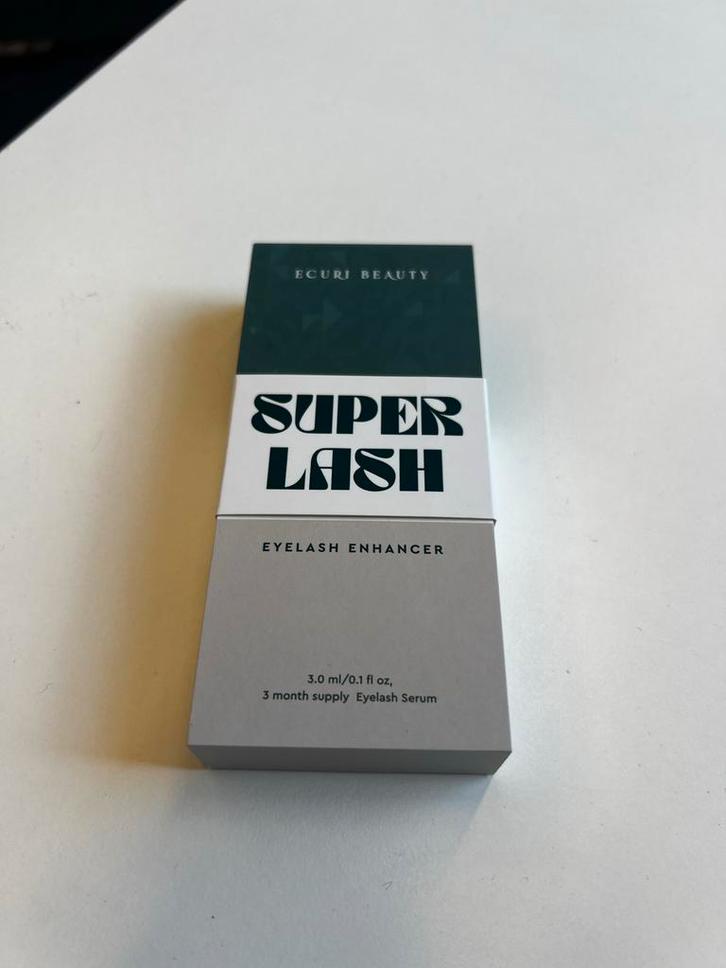 ECURI BEAUTY
SUPER
LASH
EYELASH ENHANCER
3.0 ml/0.1 fl oz,
3 month supply Eyelash Serum